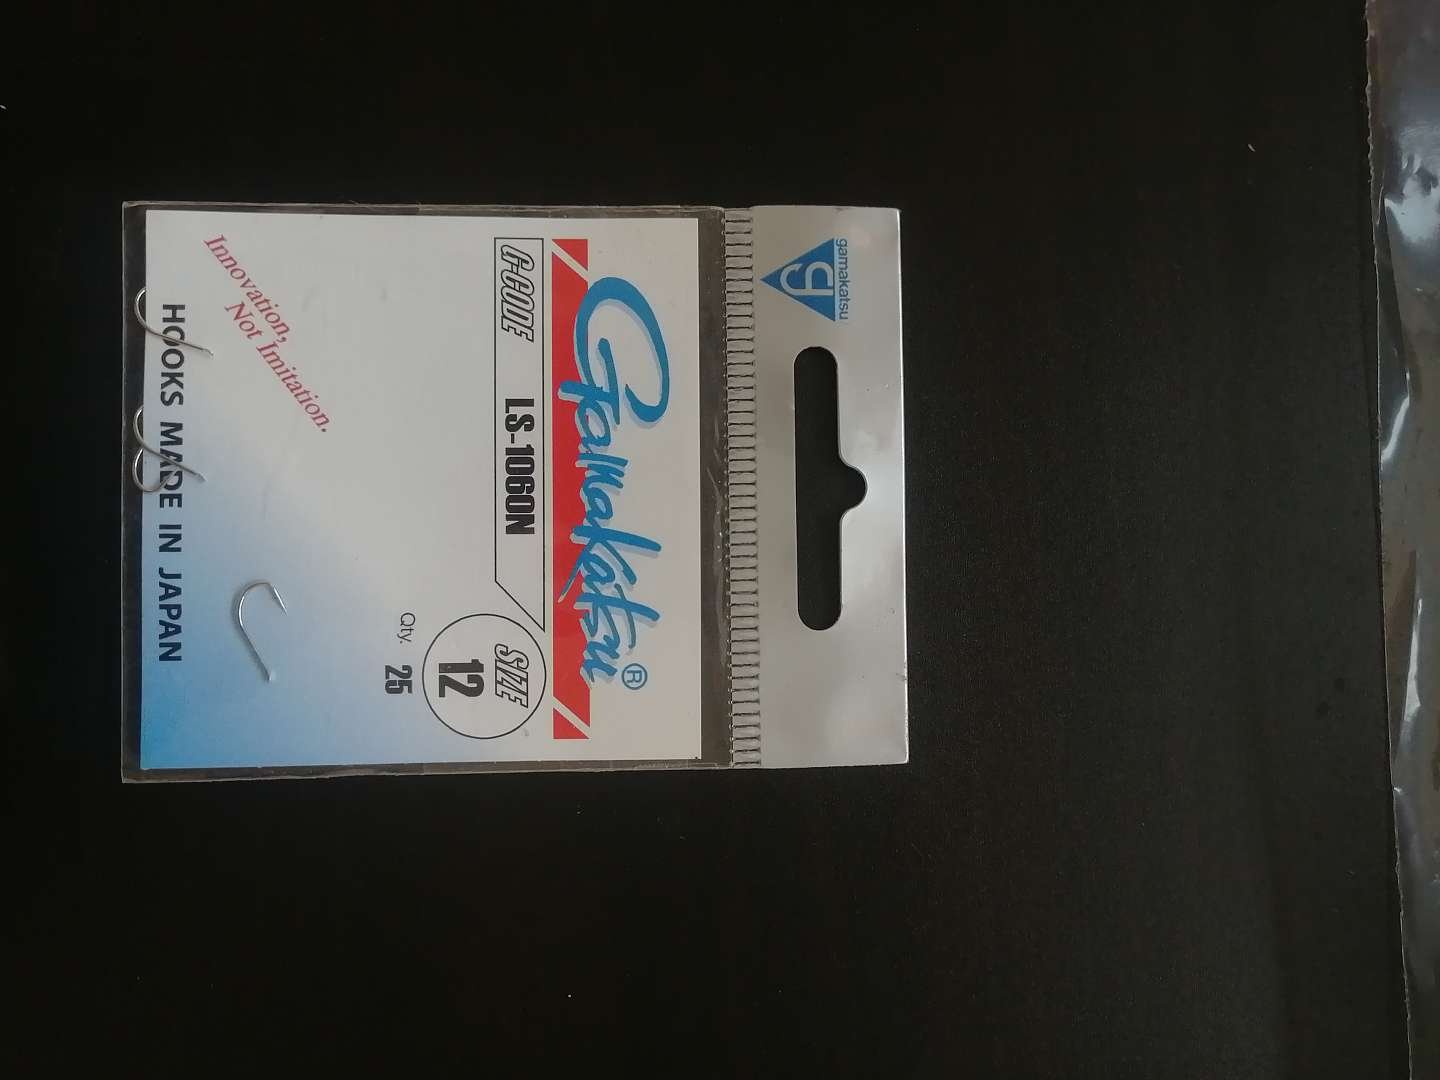 gamakatsu
Gamakatsu®
G-CODE LS-1060N
SIZE
12
Qty. 25
Innovation,
Not Imitation.
HOOKS MADE IN JAPAN